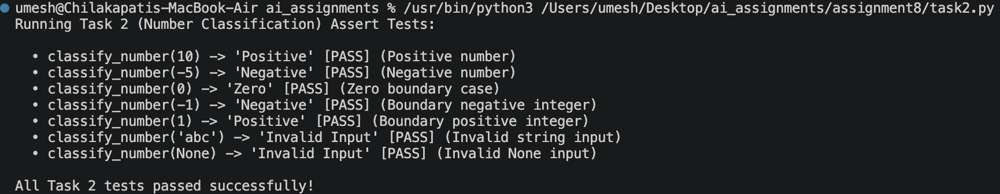 umesh@Chilakapatis-MacBook-Air ai_assignments % /usr/bin/python3 /Users/umesh/Desktop/ai_assignments/assignment8/task2.py
Running Task 2 (Number Classification) Assert Tests:
• classify_number(10) -> 'Positive' [PASS] (Positive number)
• classify_number(-5) -> 'Negative' [PASS] (Negative number)
• classify_number(0) -> 'Zero' [PASS] (Zero boundary case)
• classify_number(-1) -> 'Negative' [PASS] (Boundary negative integer)
• classify_number(1) -> 'Positive' [PASS] (Boundary positive integer)
• classify_number('abc') -> 'Invalid Input' [PASS] (Invalid string input)
• classify_number(None) -> 'Invalid Input' [PASS] (Invalid None input)
All Task 2 tests passed successfully!